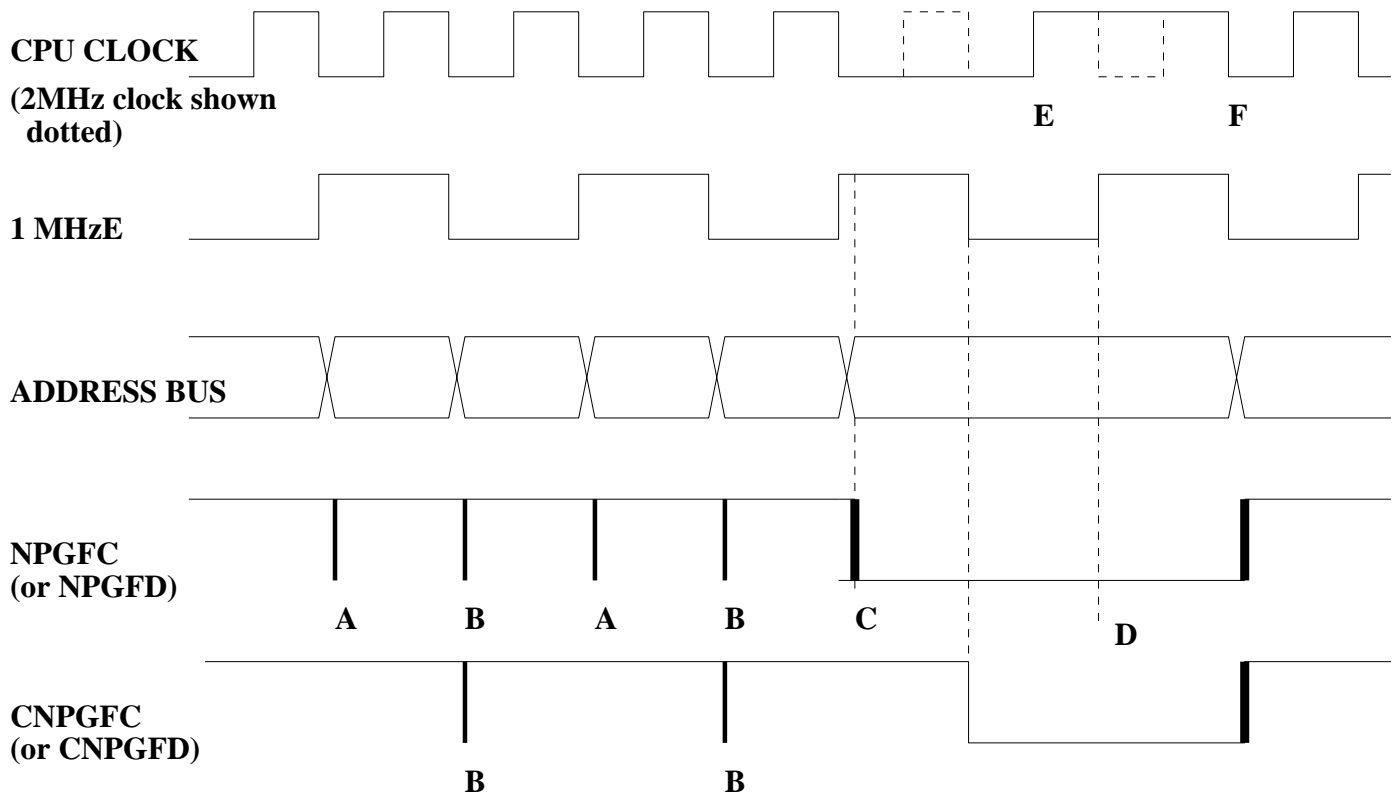 CPU CLOCK
(2MHz clock shown
dotted)
E F
1 MHzE
ADDRESS BUS
NPGFC
(or NPGFD)
A B A B C D
CNPGFC
(or CNPGFD)
B B